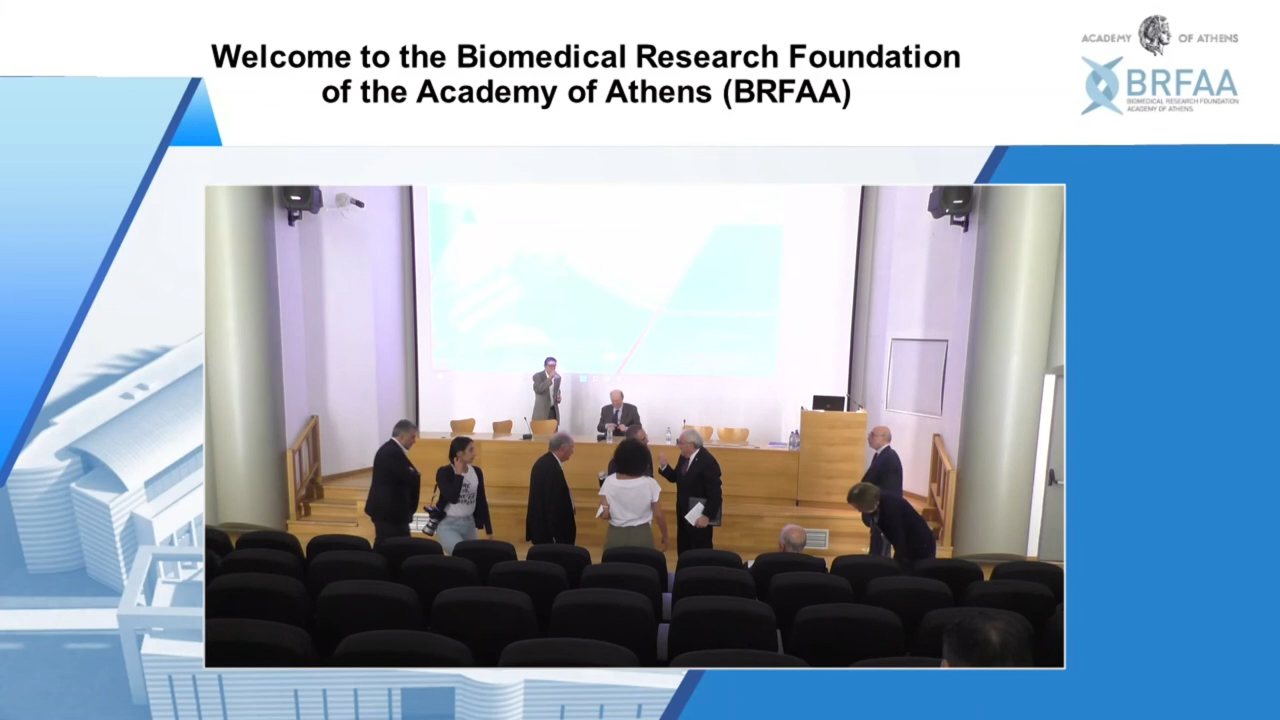 Welcome to the Biomedical Research Foundation
of the Academy of Athens (BRFAA)
ACADEMY OF ATHENS
BRFAA
BIOMEDICAL RESEARCH FOUNDATION
ACADEMY OF ATHENS